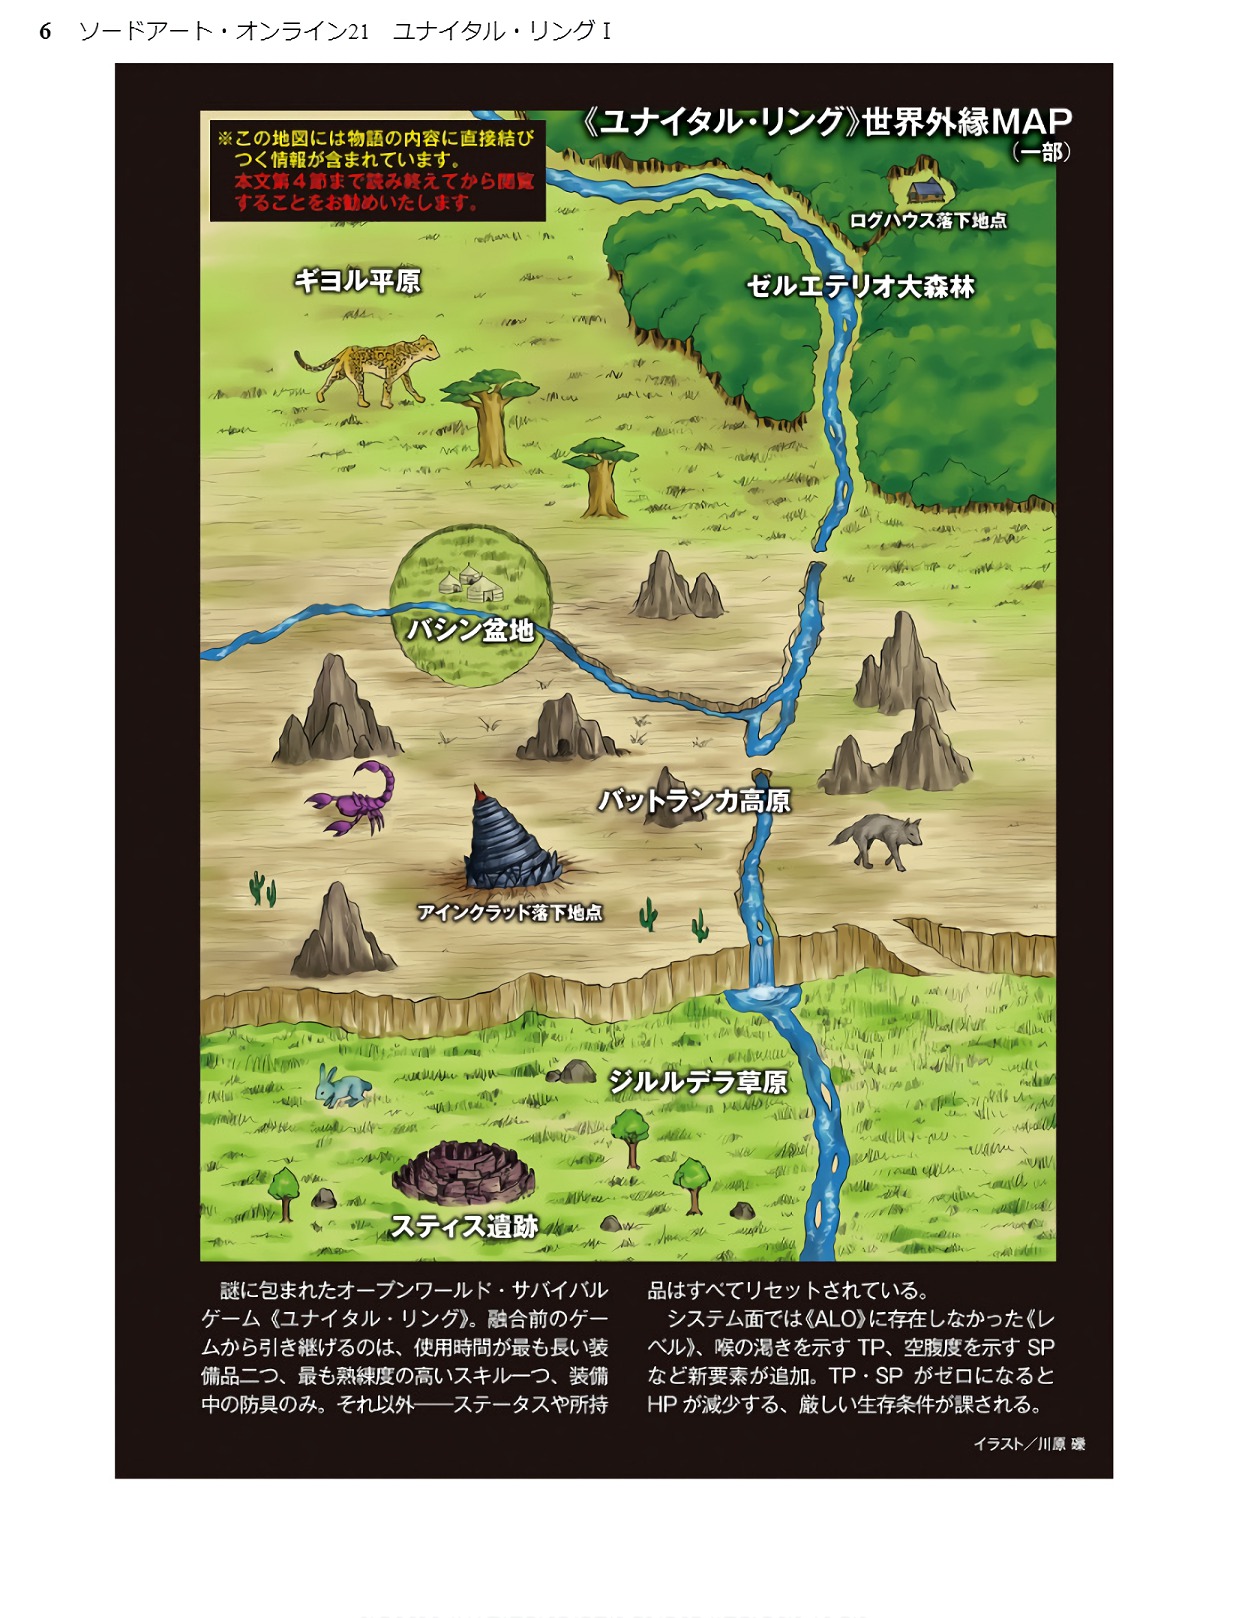 6 ソードアート・オンライン21 ユナイタル・リングⅠ
《ユナイタル・リング》世界外縁MAP
(一部)
※この地図には物語の内容に直接結び
つく情報が含まれています。
本文第４節まで読み終えてから閲覧
することをお勧めいたします。
ログハウス落下地点
ギヨル平原
ゼルエテリオ大森林
バシン盆地
バットランカ高原
アインクラッド落下地点
ジルルデラ草原
スティス遺跡
謎に包まれたオープンワールド・サバイバル
ゲーム《ユナイタル・リング》。融合前のゲー
ムから引き継げるのは、使用時間が最も長い装
備品二つ、最も熟練度の高いスキル一つ、装備
中の防具のみ。それ以外――ステータスや所持
品はすべてリセットされている。
システム面では《ALO》に存在しなかった《レ
ベル》、喉の渇きを示すTP、空腹度を示すSP
など新要素が追加。TP・SPがゼロになると
HPが減少する、厳しい生存条件が課される。
イラスト／川原 礫